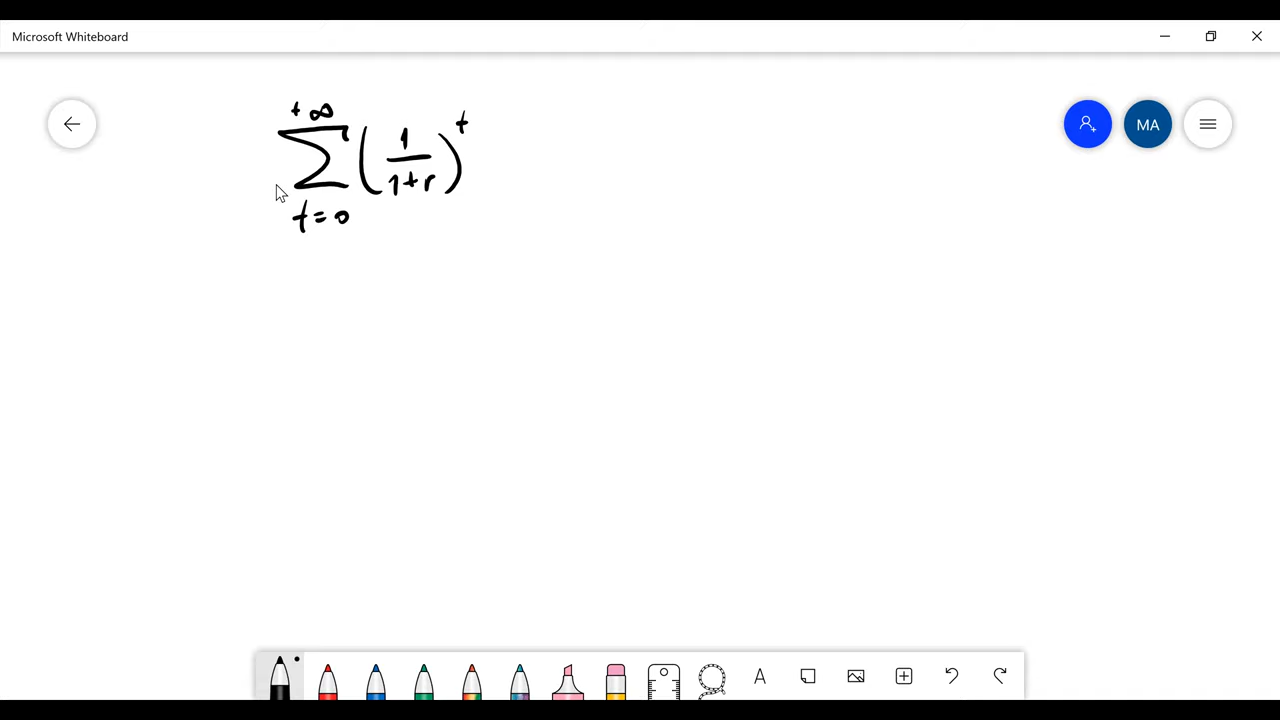 Microsoft Whiteboard
+∞
∑ (1/(1+r))^t
t=0
MA
A